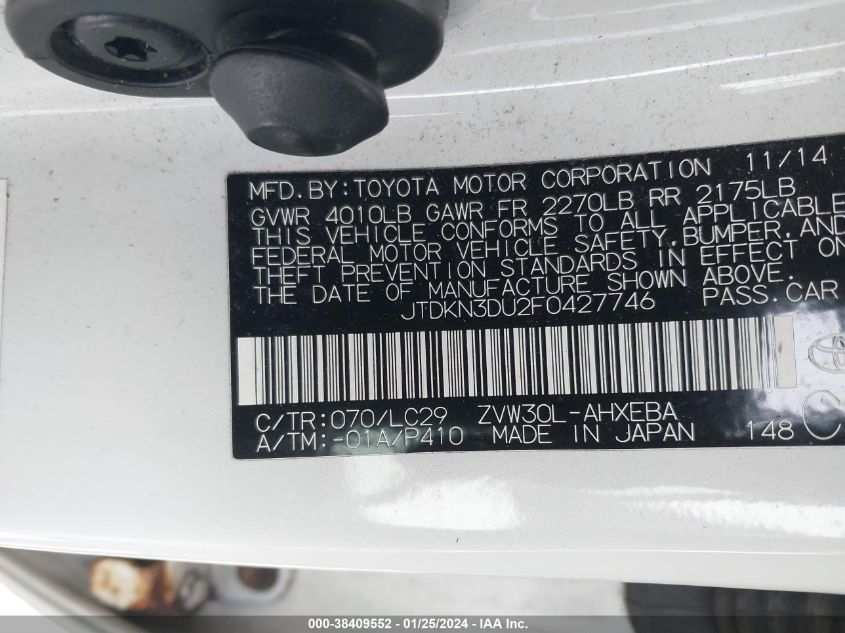 MFD. BY: TOYOTA MOTOR CORPORATION 11/14
GVWR 4010LB GAWR FR 2270LB RR 2175LB
THIS VEHICLE CONFORMS TO ALL APPLICABLE
FEDERAL MOTOR VEHICLE SAFETY, BUMPER, AND
THEFT PREVENTION STANDARDS IN EFFECT ON
THE DATE OF MANUFACTURE SHOWN ABOVE.
JTDKN3DU2F0427746 PASS. CAR
C/TR: 070/LC29 ZVW30L-AHXEBA
A/TM: -01A/P410 MADE IN JAPAN 148
000-38409552 - 01/25/2024 - IAA Inc.